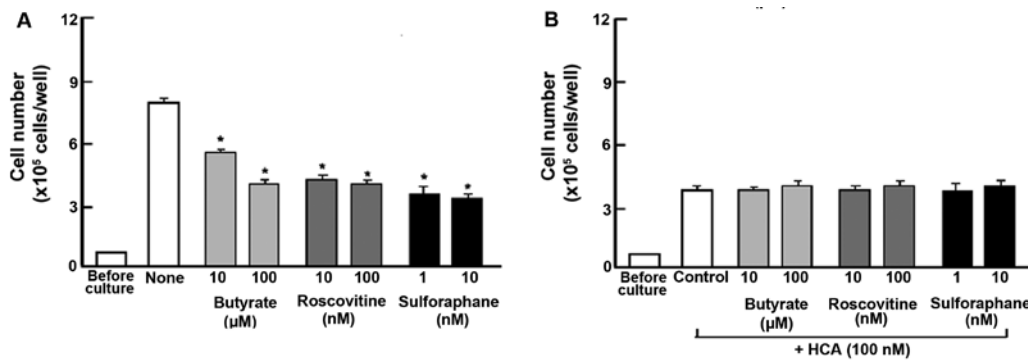 A
Cell number
(x10⁵ cells/well)
12
9
6
3
0
* * * * * *
Before
culture
None
10 100 10 100 1 10
Butyrate
(µM)
Roscovitine
(nM)
Sulforaphane
(nM)
B
Cell number
(x10⁵ cells/well)
12
9
6
3
0
Before
culture
Control
10 100 10 100 1 10
Butyrate
(µM)
Roscovitine
(nM)
Sulforaphane
(nM)
+ HCA (100 nM)